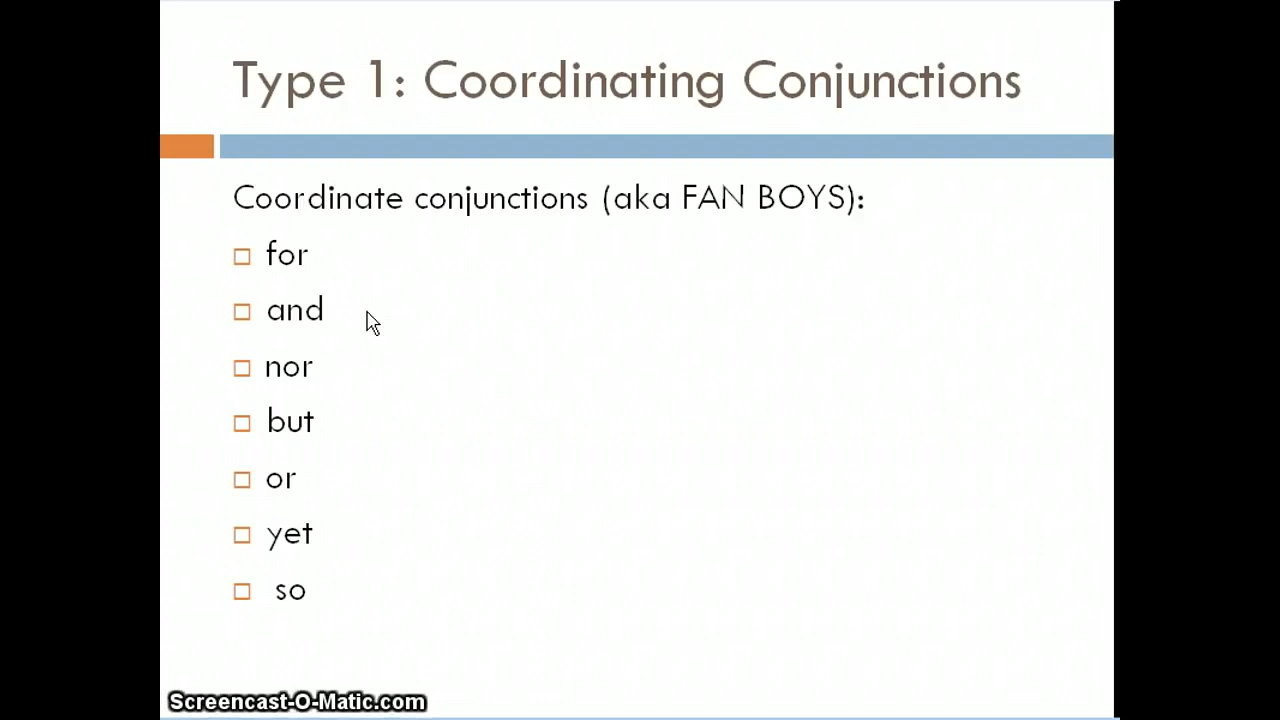 Type 1: Coordinating Conjunctions
Coordinate conjunctions (aka FAN BOYS):
for
and
nor
but
or
yet
so
Screencast-O-Matic.com